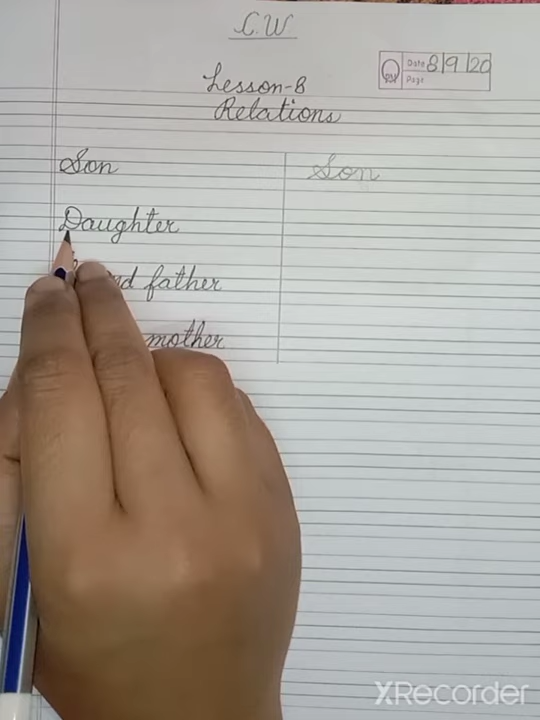 C.W
Date 8/9/20
Page
Lesson-8
Relations
Son Son
Daughter
father
mother
XRecorder